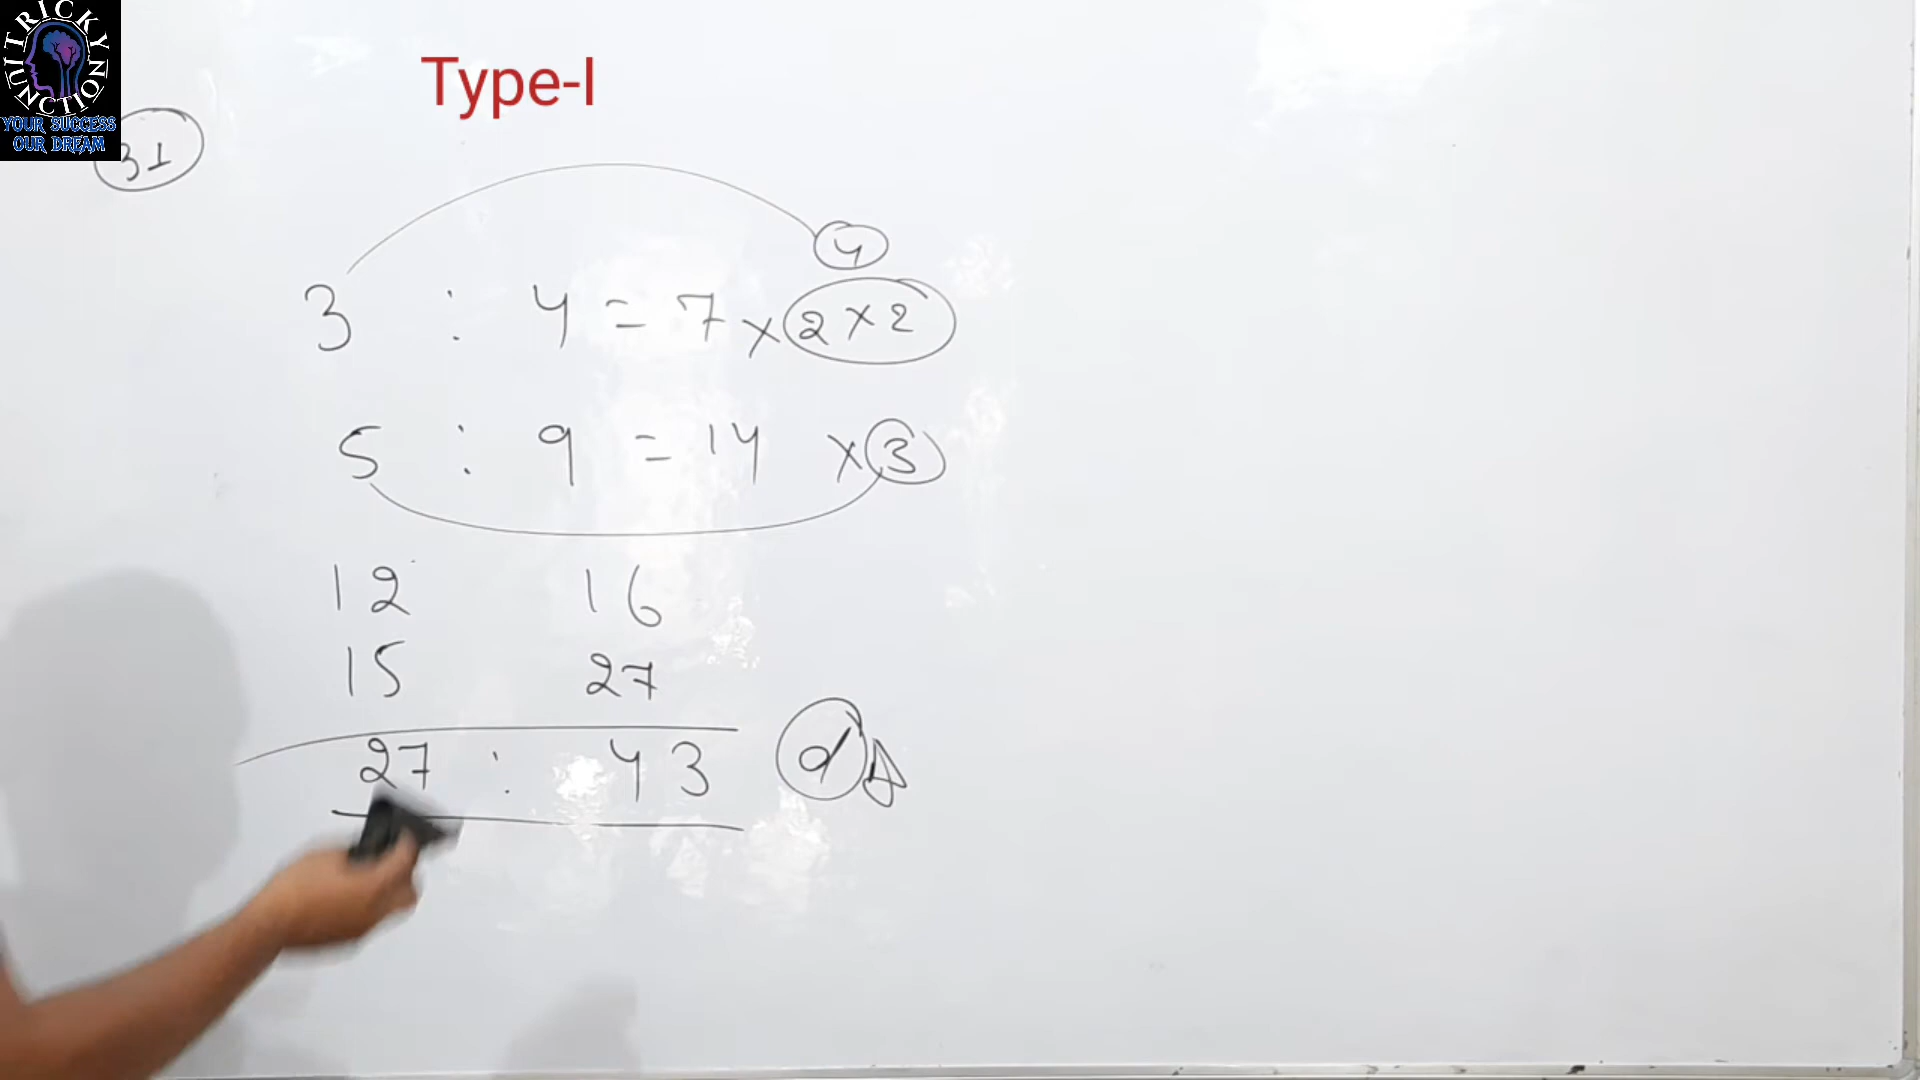 TRICKY
NON
JUNCTION
YOUR SUCCESS
OUR DREAM
Type-I
31
4
3 : 4 = 7 × 2 × 2
5 : 9 = 14 × 3
12 16
15 27
27 : 43 d